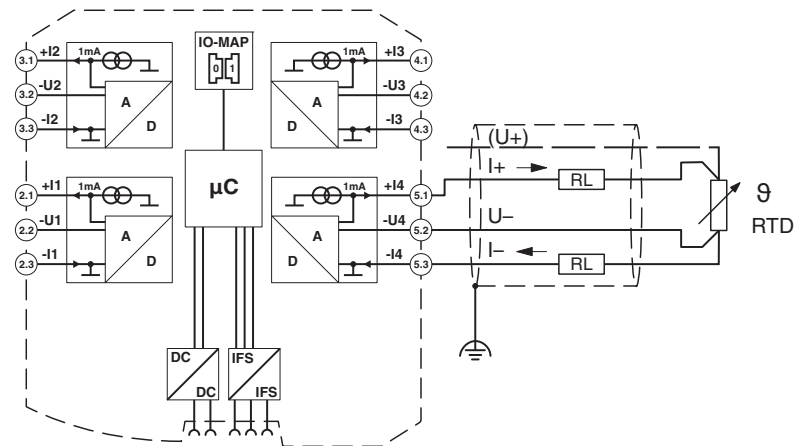 IO-MAP
0 1
3.1 +I2 1mA
3.2 -U2
3.3 -I2
A
D
1mA +I3 4.1
-U3 4.2
-I3 4.3
A
D
µC
2.1 +I1 1mA
2.2 -U1
2.3 -I1
A
D
1mA +I4 5.1
-U4 5.2
-I4 5.3
A
D
(U+)
I+
RL
U–
I–
RL
ϑ
RTD
DC
DC
IFS
IFS